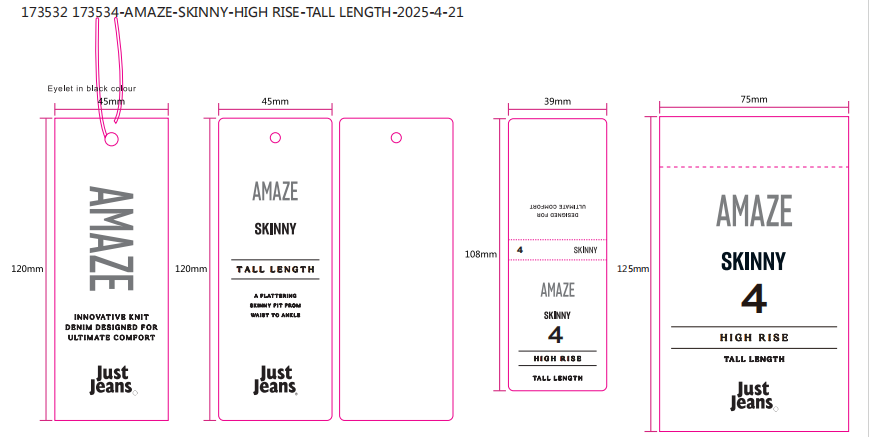 173532 173534-AMAZE-SKINNY-HIGH RISE-TALL LENGTH-2025-4-21
Eyelet in black colour
45mm
120mm
AMAZE
INNOVATIVE KNIT
DENIM DESIGNED FOR
ULTIMATE COMFORT
Just
Jeans
45mm
120mm
AMAZE
SKINNY
TALL LENGTH
A FLATTERING
SKINNY FIT FROM
WAIST TO ANKLE
Just
Jeans
39mm
108mm
DESIGNED FOR
ULTIMATE COMFORT
4 SKINNY
AMAZE
SKINNY
4
HIGH RISE
TALL LENGTH
75mm
125mm
AMAZE
SKINNY
4
HIGH RISE
TALL LENGTH
Just
Jeans